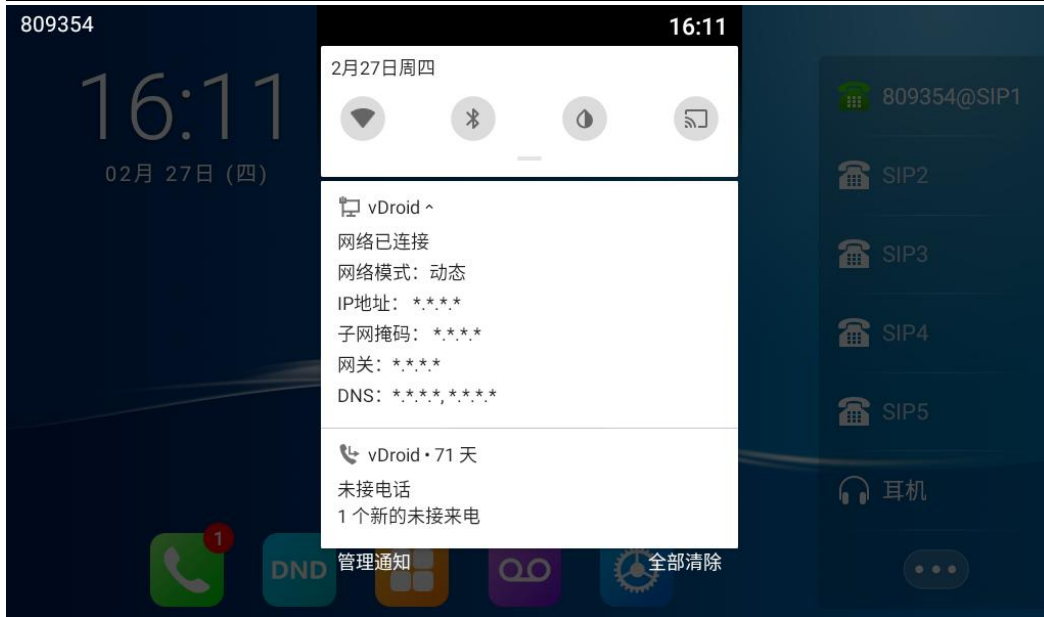 809354
16:11
16:11
02月 27日 (四)
2月27日周四
vDroid
网络已连接
网络模式：动态
IP地址： *.*.*.*
子网掩码： *.*.*.*
网关：*.*.*.*
DNS：*.*.*.*, *.*.*.*
vDroid • 71 天
未接电话
1 个新的未接来电
管理通知
全部清除
809354@SIP1
SIP2
SIP3
SIP4
SIP5
耳机
1
DND